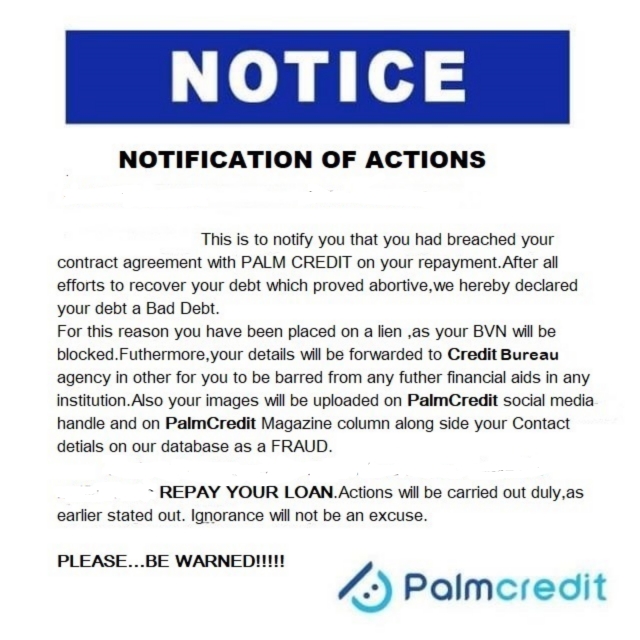 NOTICE
NOTIFICATION OF ACTIONS
This is to notify you that you had breached your
contract agreement with PALM CREDIT on your repayment.After all
efforts to recover your debt which proved abortive,we hereby declared
your debt a Bad Debt.
For this reason you have been placed on a lien ,as your BVN will be
blocked.Futhermore,your details will be forwarded to Credit Bureau
agency in other for you to be barred from any futher financial aids in any
institution.Also your images will be uploaded on PalmCredit social media
handle and on PalmCredit Magazine column along side your Contact
detials on our database as a FRAUD.
REPAY YOUR LOAN.Actions will be carried out duly,as
earlier stated out. Ignorance will not be an excuse.
PLEASE...BE WARNED!!!!!
Palmcredit